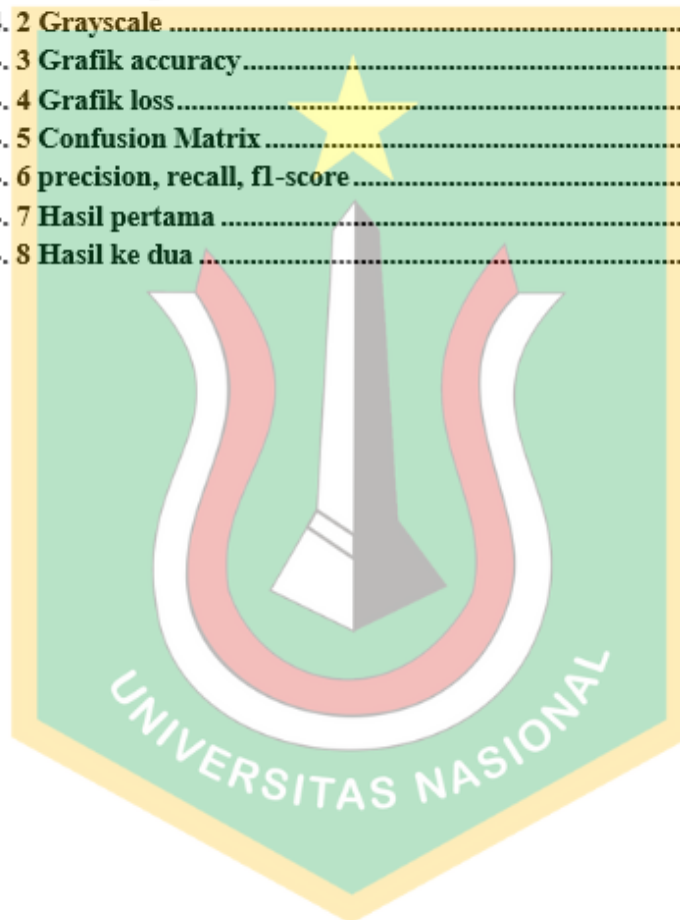 . 2 Grayscale ........................................................................
. 3 Grafik accuracy ........................................................................
. 4 Grafik loss ........................................................................
. 5 Confusion Matrix ........................................................................
. 6 precision, recall, f1-score ........................................................................
. 7 Hasil pertama ........................................................................
. 8 Hasil ke dua ........................................................................
UNIVERSITAS NASIONAL